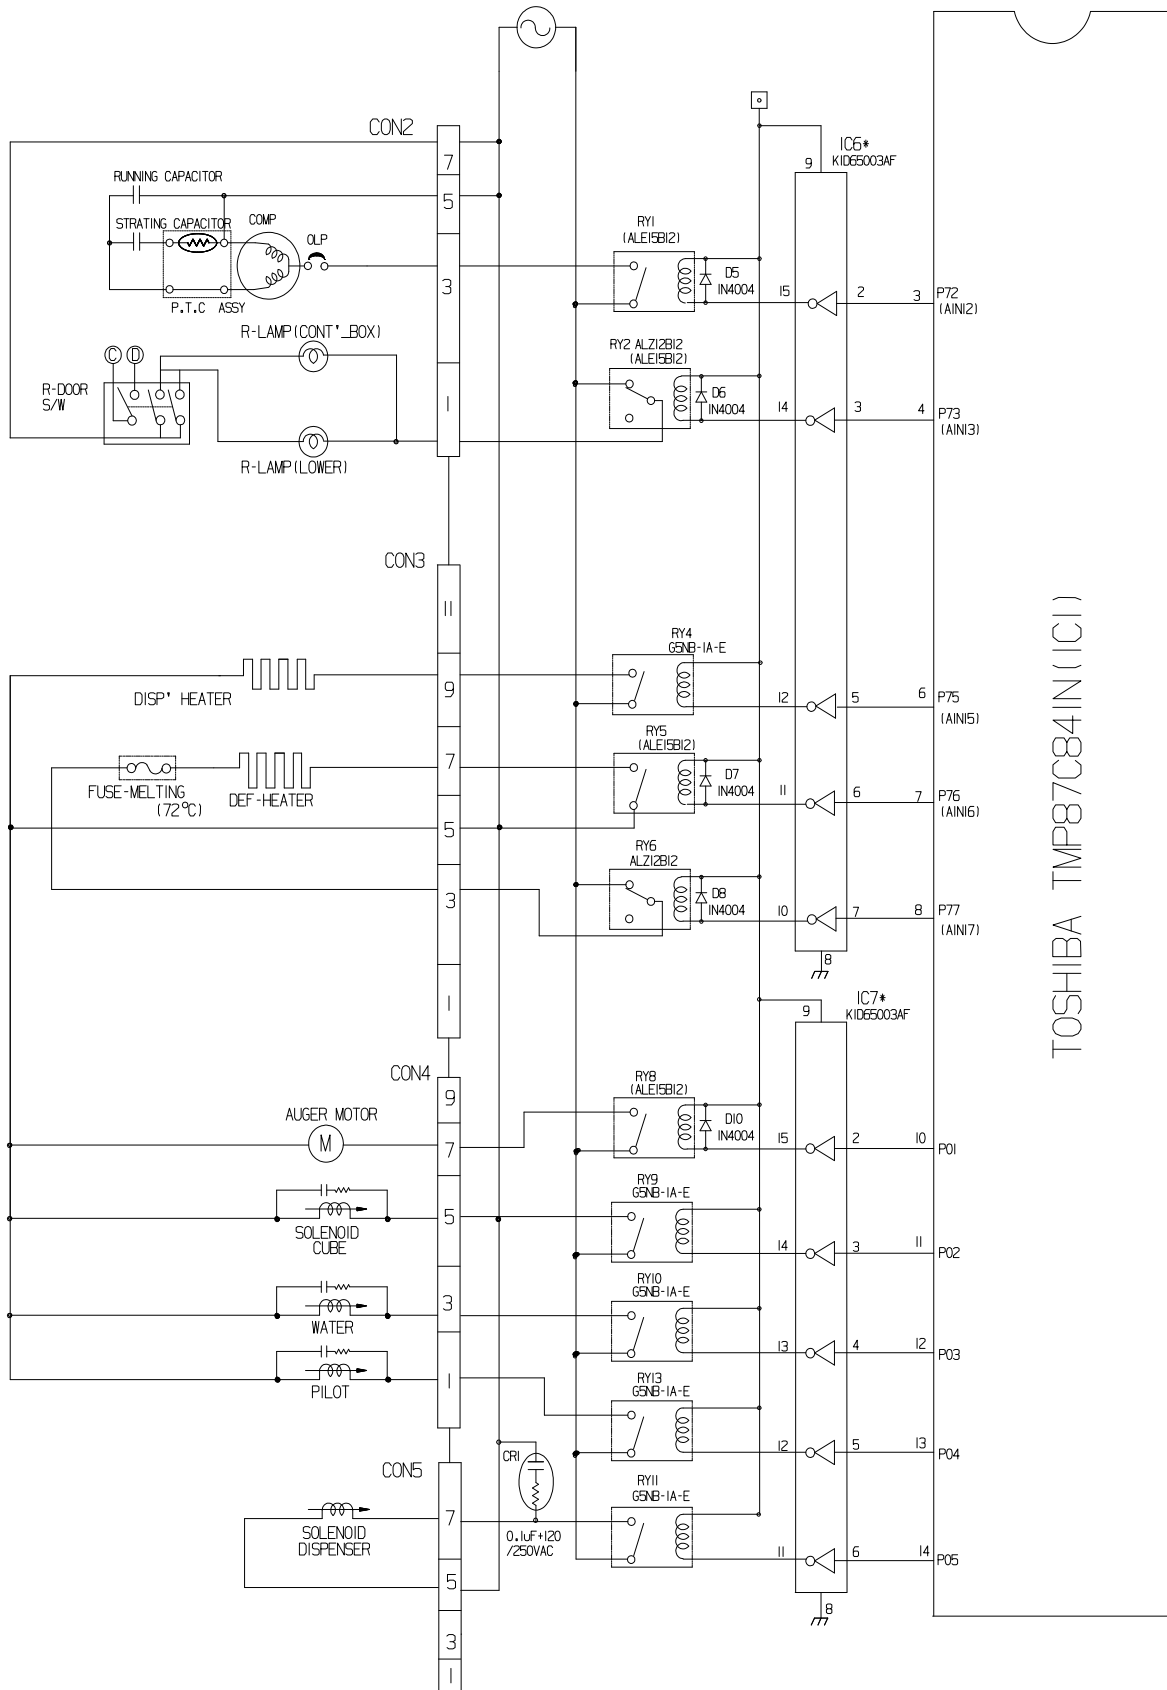 CON2
7
5
3
1
RUNNING CAPACITOR
STRATING CAPACITOR
COMP
OLP
P.T.C ASSY
R-LAMP(CONT'_BOX)
C D
R-DOOR
S/W
R-LAMP(LOWER)
RY1
(ALE15B12)
D5
IN4004
RY2 ALZ12B12
(ALE15B12)
D6
IN4004
IC6*
KID65003AF
9
15 2 3 P72
(AIN12)
14 3 4 P73
(AIN13)
CON3
11
9
7
5
3
1
DISP' HEATER
FUSE-MELTING
(72°C)
DEF-HEATER
RY4
G5NB-1A-E
12 5 6 P75
(AIN15)
RY5
(ALE15B12)
D7
IN4004
11 6 7 P76
(AIN16)
RY6
ALZ12B12
D8
IN4004
10 7 8 P77
(AIN17)
8
TOSHIBA TMP87C841N(IC1)
IC7*
KID65003AF
9
CON4
9
7
5
3
1
AUGER MOTOR
M
SOLENOID
CUBE
WATER
PILOT
RY8
(ALE15B12)
D10
IN4004
15 2 10 P01
RY9
G5NB-1A-E
14 3 11 P02
RY10
G5NB-1A-E
13 4 12 P03
RY13
G5NB-1A-E
12 5 13 P04
CON5
7
5
3
1
SOLENOID
DISPENSER
CR1
0.1uF+120
/250VAC
RY11
G5NB-1A-E
11 6 14 P05
8